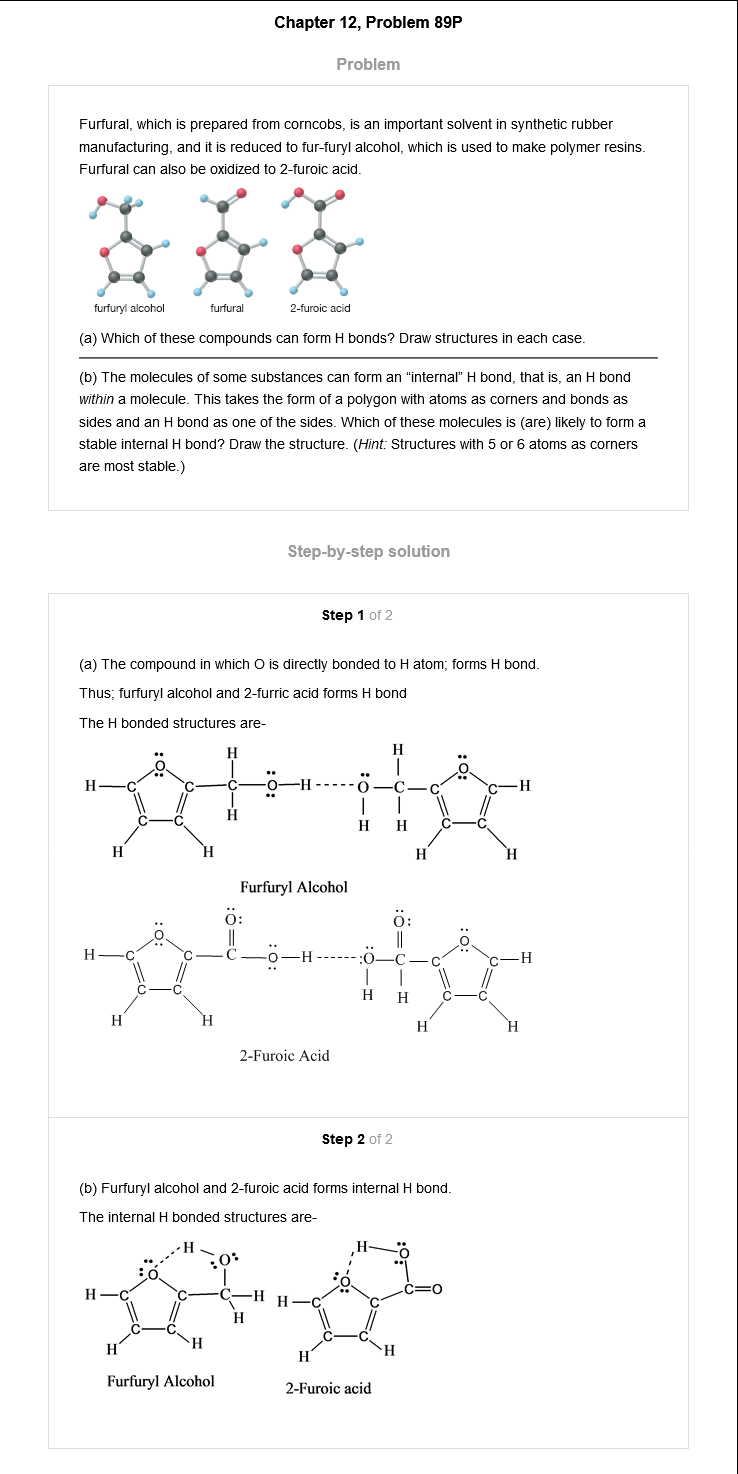 Chapter 12, Problem 89P
Problem
Furfural, which is prepared from corncobs, is an important solvent in synthetic rubber
manufacturing, and it is reduced to fur-furyl alcohol, which is used to make polymer resins.
Furfural can also be oxidized to 2-furoic acid.
furfuryl alcohol furfural 2-furoic acid
(a) Which of these compounds can form H bonds? Draw structures in each case.
(b) The molecules of some substances can form an “internal” H bond, that is, an H bond
within a molecule. This takes the form of a polygon with atoms as corners and bonds as
sides and an H bond as one of the sides. Which of these molecules is (are) likely to form a
stable internal H bond? Draw the structure. (Hint: Structures with 5 or 6 atoms as corners
are most stable.)
Step-by-step solution
Step 1 of 2
(a) The compound in which O is directly bonded to H atom; forms H bond.
Thus; furfuryl alcohol and 2-furric acid forms H bond
The H bonded structures are-
H H
O O
H—C C—C—O—H-----O—C—C C—H
H H H
C—C C—C
H H H H
Furfuryl Alcohol
O: O:
O O
H—C C—C—O—H-----:O—C—C C—H
H H
C—C C—C
H H H H
2-Furoic Acid
Step 2 of 2
(b) Furfuryl alcohol and 2-furoic acid forms internal H bond.
The internal H bonded structures are-
H O H—O
:O O
H—C C—C—H H—C C C=O
H
C—C C—C
H H H H
Furfuryl Alcohol 2-Furoic acid